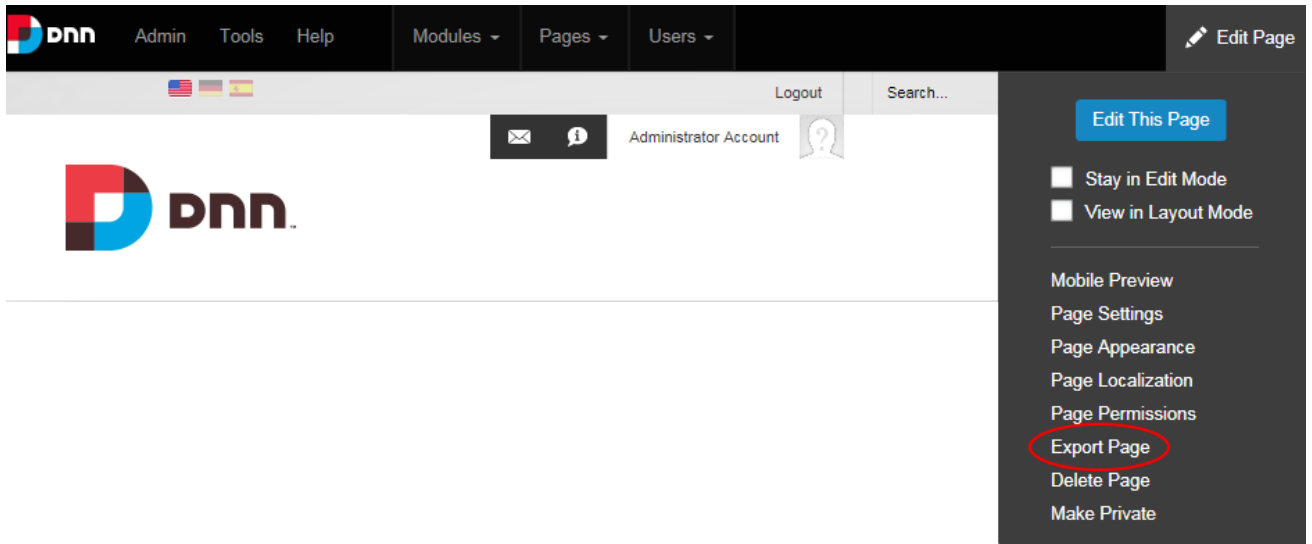 DNN Admin Tools Help Modules Pages Users Edit Page
Logout Search...
Edit This Page
Administrator Account
Stay in Edit Mode
View in Layout Mode
DNN
Mobile Preview
Page Settings
Page Appearance
Page Localization
Page Permissions
Export Page
Delete Page
Make Private